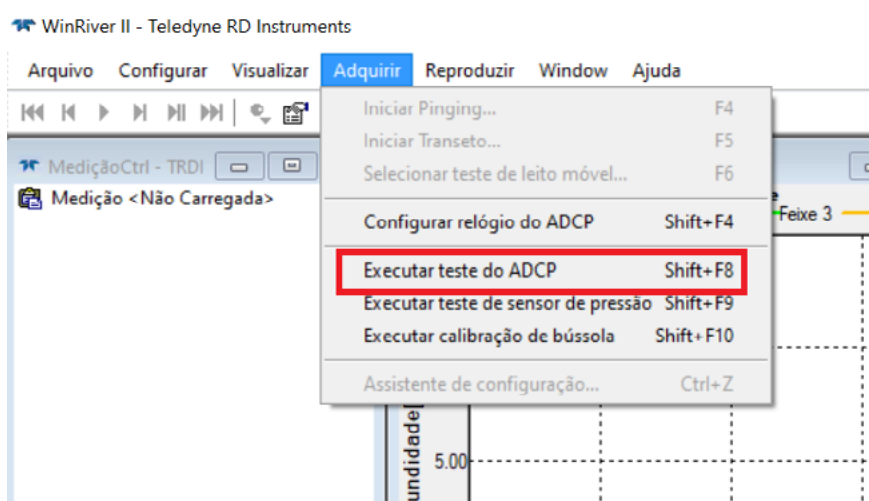 WinRiver II - Teledyne RD Instruments
Arquivo Configurar Visualizar Adquirir Reproduzir Window Ajuda
Iniciar Pinging... F4
Iniciar Transeto... F5
Selecionar teste de leito móvel... F6
Configurar relógio do ADCP Shift+F4
Executar teste do ADCP Shift+F8
Executar teste de sensor de pressão Shift+F9
Executar calibração de bússola Shift+F10
Assistente de configuração... Ctrl+Z
MediçãoCtrl - TRDI
Medição <Não Carregada>
Feixe 3
5.00